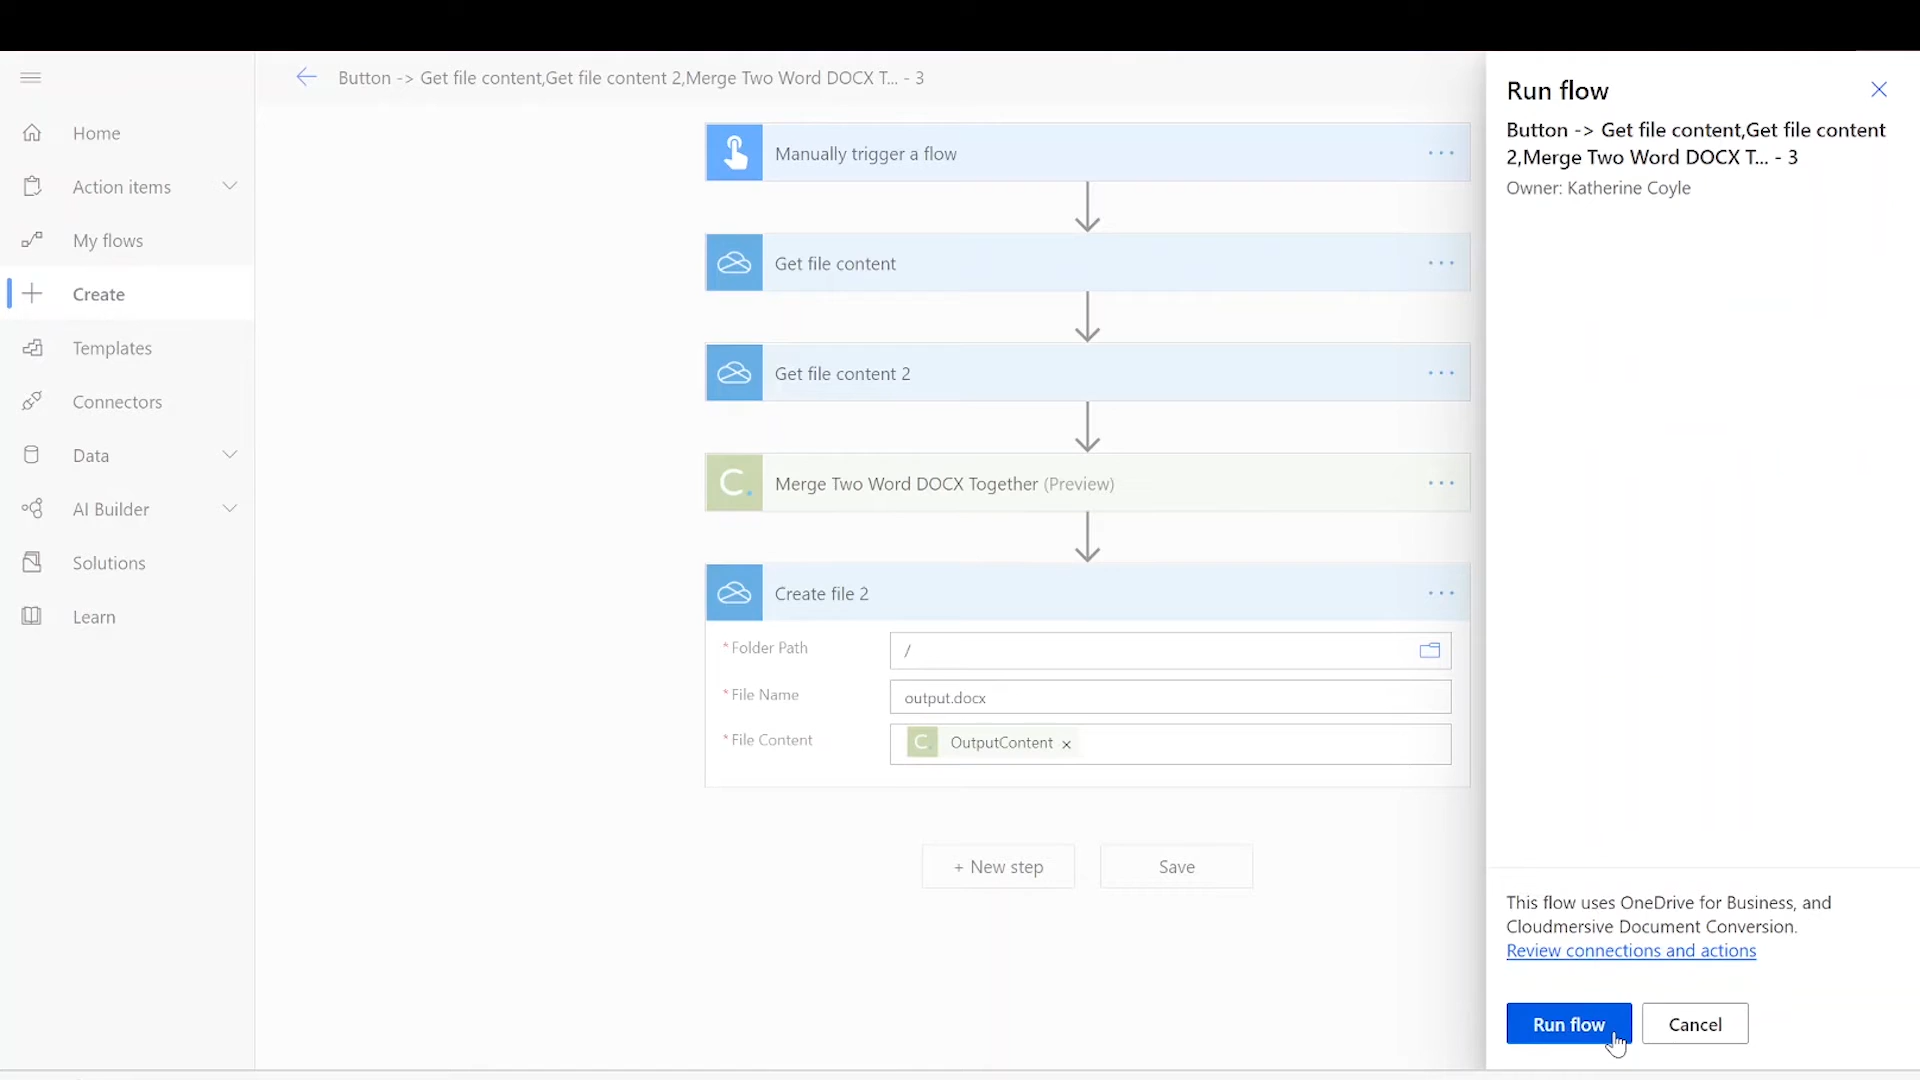 Button -> Get file content,Get file content 2,Merge Two Word DOCX T... - 3
Home
Action items
My flows
Create
Templates
Connectors
Data
AI Builder
Solutions
Learn
Manually trigger a flow
Get file content
Get file content 2
C.
Merge Two Word DOCX Together (Preview)
Create file 2
* Folder Path
/
* File Name
output.docx
* File Content
C. OutputContent ×
+ New step
Save
Run flow
Button -> Get file content,Get file content
2,Merge Two Word DOCX T... - 3
Owner: Katherine Coyle
This flow uses OneDrive for Business, and
Cloudmersive Document Conversion.
Review connections and actions
Run flow
Cancel